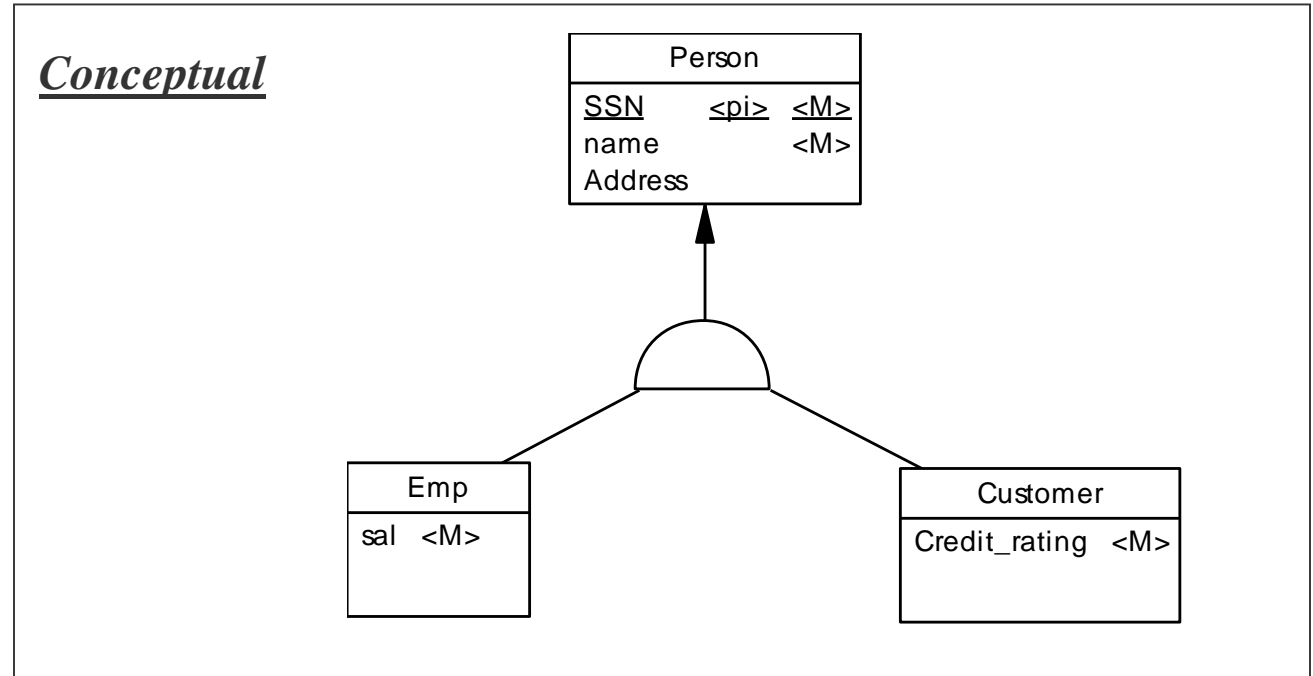 Conceptual
Person
SSN <pi> <M>
name <M>
Address
Emp
sal <M>
Customer
Credit_rating <M>